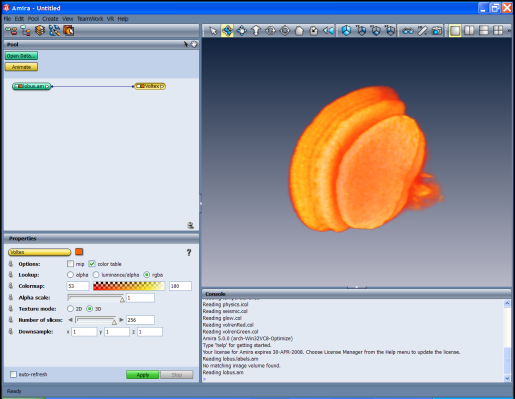 Amira - Untitled
File Edit Pool Create View TeamWork VR Help
Pool
Open Data...
Animate
lobus.am
Voltex
Properties
Voltex
?
Options: mip color table
Lookup: alpha luminance/alpha rgba
Colormap: 53 180
Alpha scale: 1
Texture mode: 2D 3D
Number of slices: 256
Downsample: x 1 y 1 z 1
auto-refresh Apply Stop
Console
Reading physics.icol
Reading seismic.col
Reading glow.col
Reading volrenRed.col
Reading volrenGreen.col
Amira 5.0.0 (arch-Win32VC8-Optimize)
Type 'help' for getting started.
Your license for Amira expires 30-APR-2008. Choose License Manager from the Help menu to update the license.
Reading lobus.labels.am
No matching image volume found.
Reading lobus.am
>
Ready